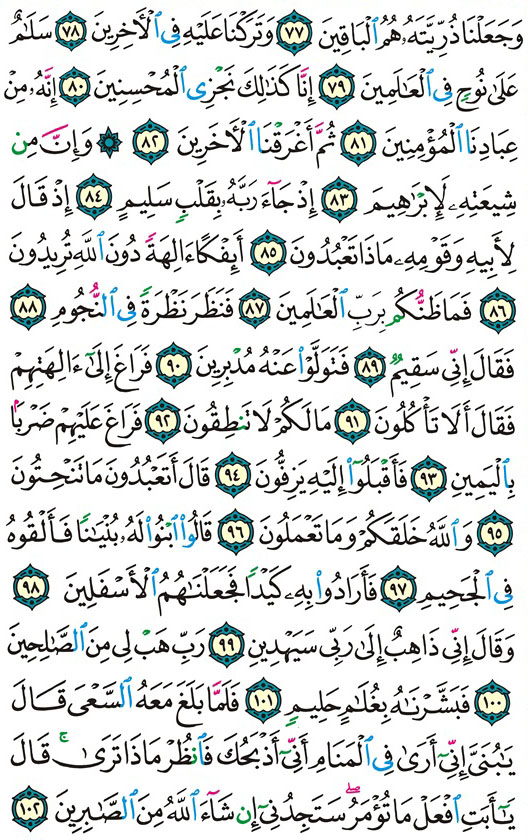 وَجَعَلْنَا ذُرِّيَّتَهُۥ هُمُ ٱلْبَاقِينَ ٧٧ وَتَرَكْنَا عَلَيْهِ فِى ٱلْأَخِرِينَ ٧٨ سَلَٰمٌ
عَلَىٰ نُوحٍ فِى ٱلْعَٰلَمِينَ ٧٩ إِنَّا كَذَٰلِكَ نَجْزِى ٱلْمُحْسِنِينَ ٨٠ إِنَّهُۥ مِنْ
عِبَادِنَا ٱلْمُؤْمِنِينَ ٨١ ثُمَّ أَغْرَقْنَا ٱلْأَخَرِينَ ٨٢ ۞ وَإِنَّ مِن
شِيعَتِهِۦ لَإِبْرَٰهِيمَ ٨٣ إِذْ جَآءَ رَبَّهُۥ بِقَلْبٍ سَلِيمٍ ٨٤ إِذْ قَالَ
لِأَبِيهِ وَقَوْمِهِۦ مَاذَا تَعْبُدُونَ ٨٥ أَئِفْكًا ءَالِهَةً دُونَ ٱللَّهِ تُرِيدُونَ
٨٦ فَمَا ظَنُّكُم بِرَبِّ ٱلْعَٰلَمِينَ ٨٧ فَنَظَرَ نَظْرَةً فِى ٱلنُّجُومِ ٨٨
فَقَالَ إِنِّى سَقِيمٌ ٨٩ فَتَوَلَّوْا۟ عَنْهُ مُدْبِرِينَ ٩٠ فَرَاغَ إِلَىٰٓ ءَالِهَتِهِمْ
فَقَالَ أَلَا تَأْكُلُونَ ٩١ مَا لَكُمْ لَا تَنطِقُونَ ٩٢ فَرَاغَ عَلَيْهِمْ ضَرْبًۢا
بِٱلْيَمِينِ ٩٣ فَأَقْبَلُوٓا۟ إِلَيْهِ يَزِفُّونَ ٩٤ قَالَ أَتَعْبُدُونَ مَا تَنْحِتُونَ
٩٥ وَٱللَّهُ خَلَقَكُمْ وَمَا تَعْمَلُونَ ٩٦ قَالُوا۟ ٱبْنُوا۟ لَهُۥ بُنْيَٰنًا فَأَلْقُوهُ
فِى ٱلْجَحِيمِ ٩٧ فَأَرَادُوا۟ بِهِۦ كَيْدًا فَجَعَلْنَٰهُمُ ٱلْأَسْفَلِينَ ٩٨
وَقَالَ إِنِّى ذَاهِبٌ إِلَىٰ رَبِّى سَيَهْدِينِ ٩٩ رَبِّ هَبْ لِى مِنَ ٱلصَّٰلِحِينَ
١٠٠ فَبَشَّرْنَٰهُ بِغُلَٰمٍ حَلِيمٍ ١٠١ فَلَمَّا بَلَغَ مَعَهُ ٱلسَّعْىَ قَالَ
يَٰبُنَىَّ إِنِّىٓ أَرَىٰ فِى ٱلْمَنَامِ أَنِّىٓ أَذْبَحُكَ فَٱنظُرْ مَاذَا تَرَىٰ ۚ قَالَ
يَٰٓأَبَتِ ٱفْعَلْ مَا تُؤْمَرُ ۖ سَتَجِدُنِىٓ إِن شَآءَ ٱللَّهُ مِنَ ٱلصَّٰبِرِينَ ١٠٢